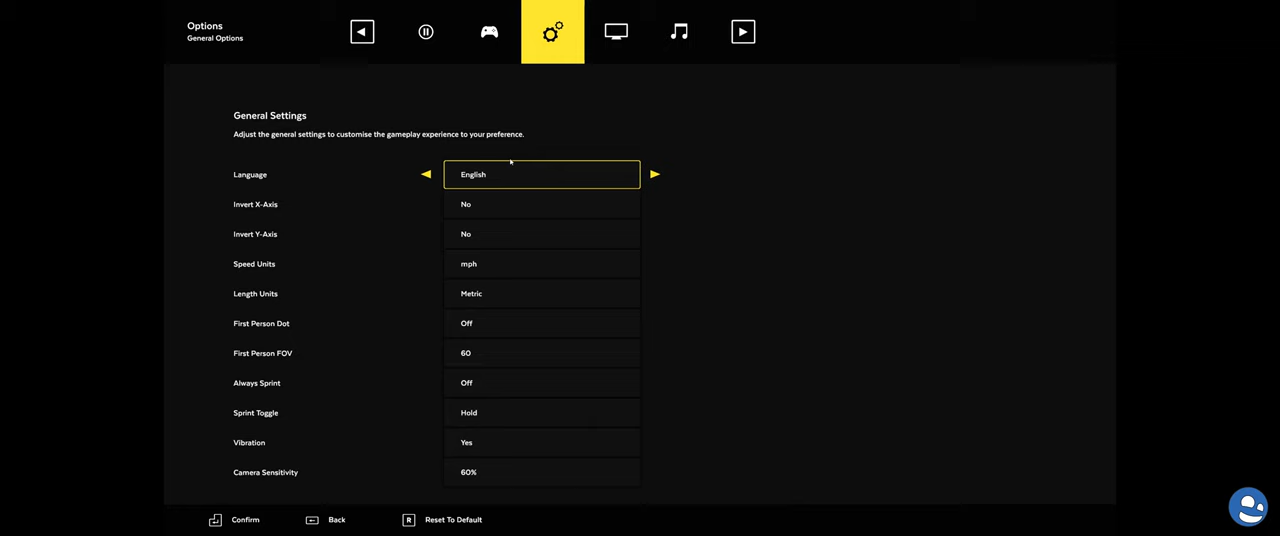 Options
General Options
General Settings
Adjust the general settings to customise the gameplay experience to your preference.
Language English
Invert X-Axis No
Invert Y-Axis No
Speed Units mph
Length Units Metric
First Person Dot Off
First Person FOV 60
Always Sprint Off
Sprint Toggle Hold
Vibration Yes
Camera Sensitivity 60%
Confirm Back R Reset To Default